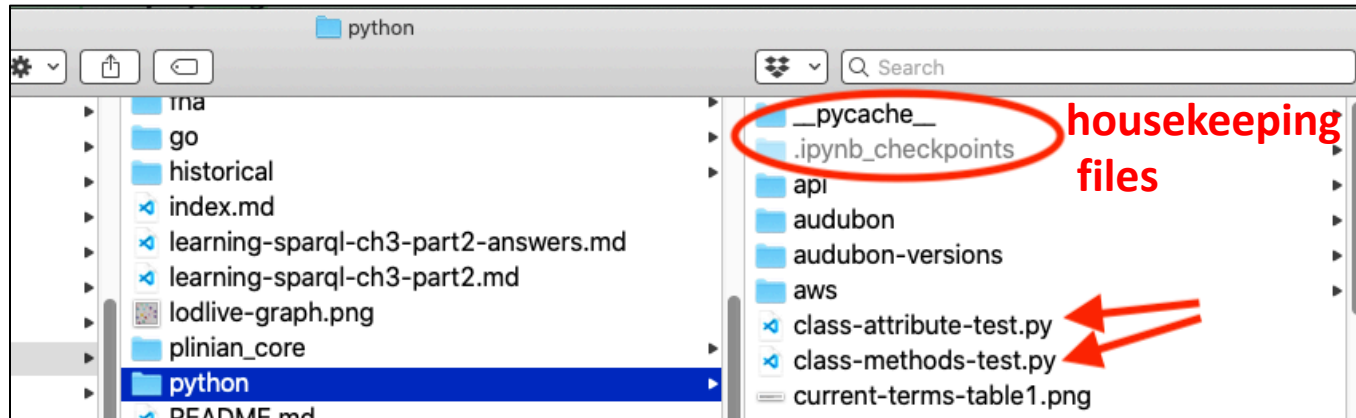 python
Search
fna
go
historical
index.md
learning-sparql-ch3-part2-answers.md
learning-sparql-ch3-part2.md
lodlive-graph.png
plinian_core
python
README.md
__pycache__
.ipynb_checkpoints
api
audubon
audubon-versions
aws
class-attribute-test.py
class-methods-test.py
current-terms-table1.png
housekeeping
files